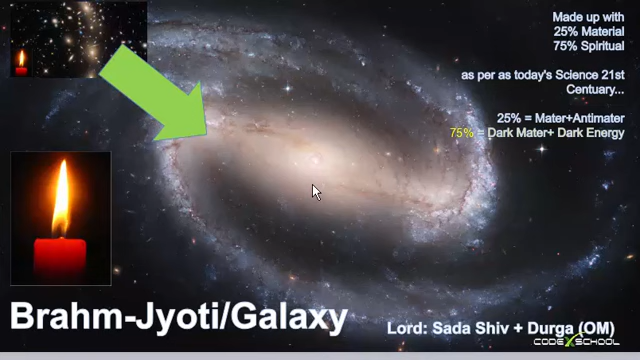 Made up with
25% Material
75% Spiritual
as per as today's Science 21st
Centuary...
25% = Mater+Antimater
75% = Dark Mater+ Dark Energy
Brahm-Jyoti/Galaxy
Lord: Sada Shiv + Durga (OM)
CODEXSCHOOL